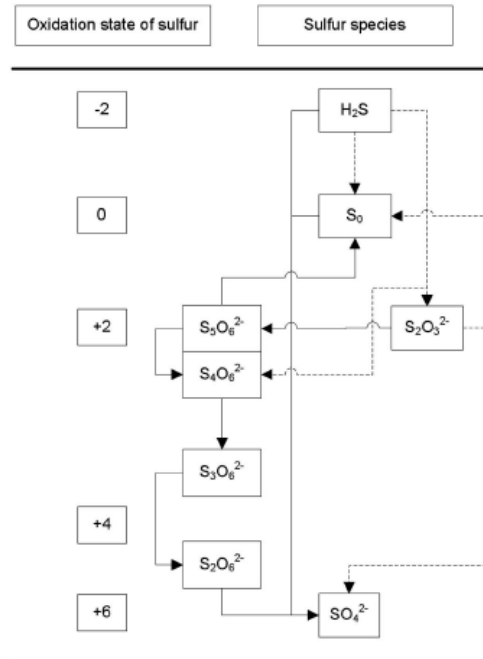 Oxidation state of sulfur
Sulfur species
-2
H₂S
0
S₀
+2
S₅O₆²⁻
S₂O₃²⁻
S₄O₆²⁻
S₃O₆²⁻
+4
S₂O₆²⁻
+6
SO₄²⁻